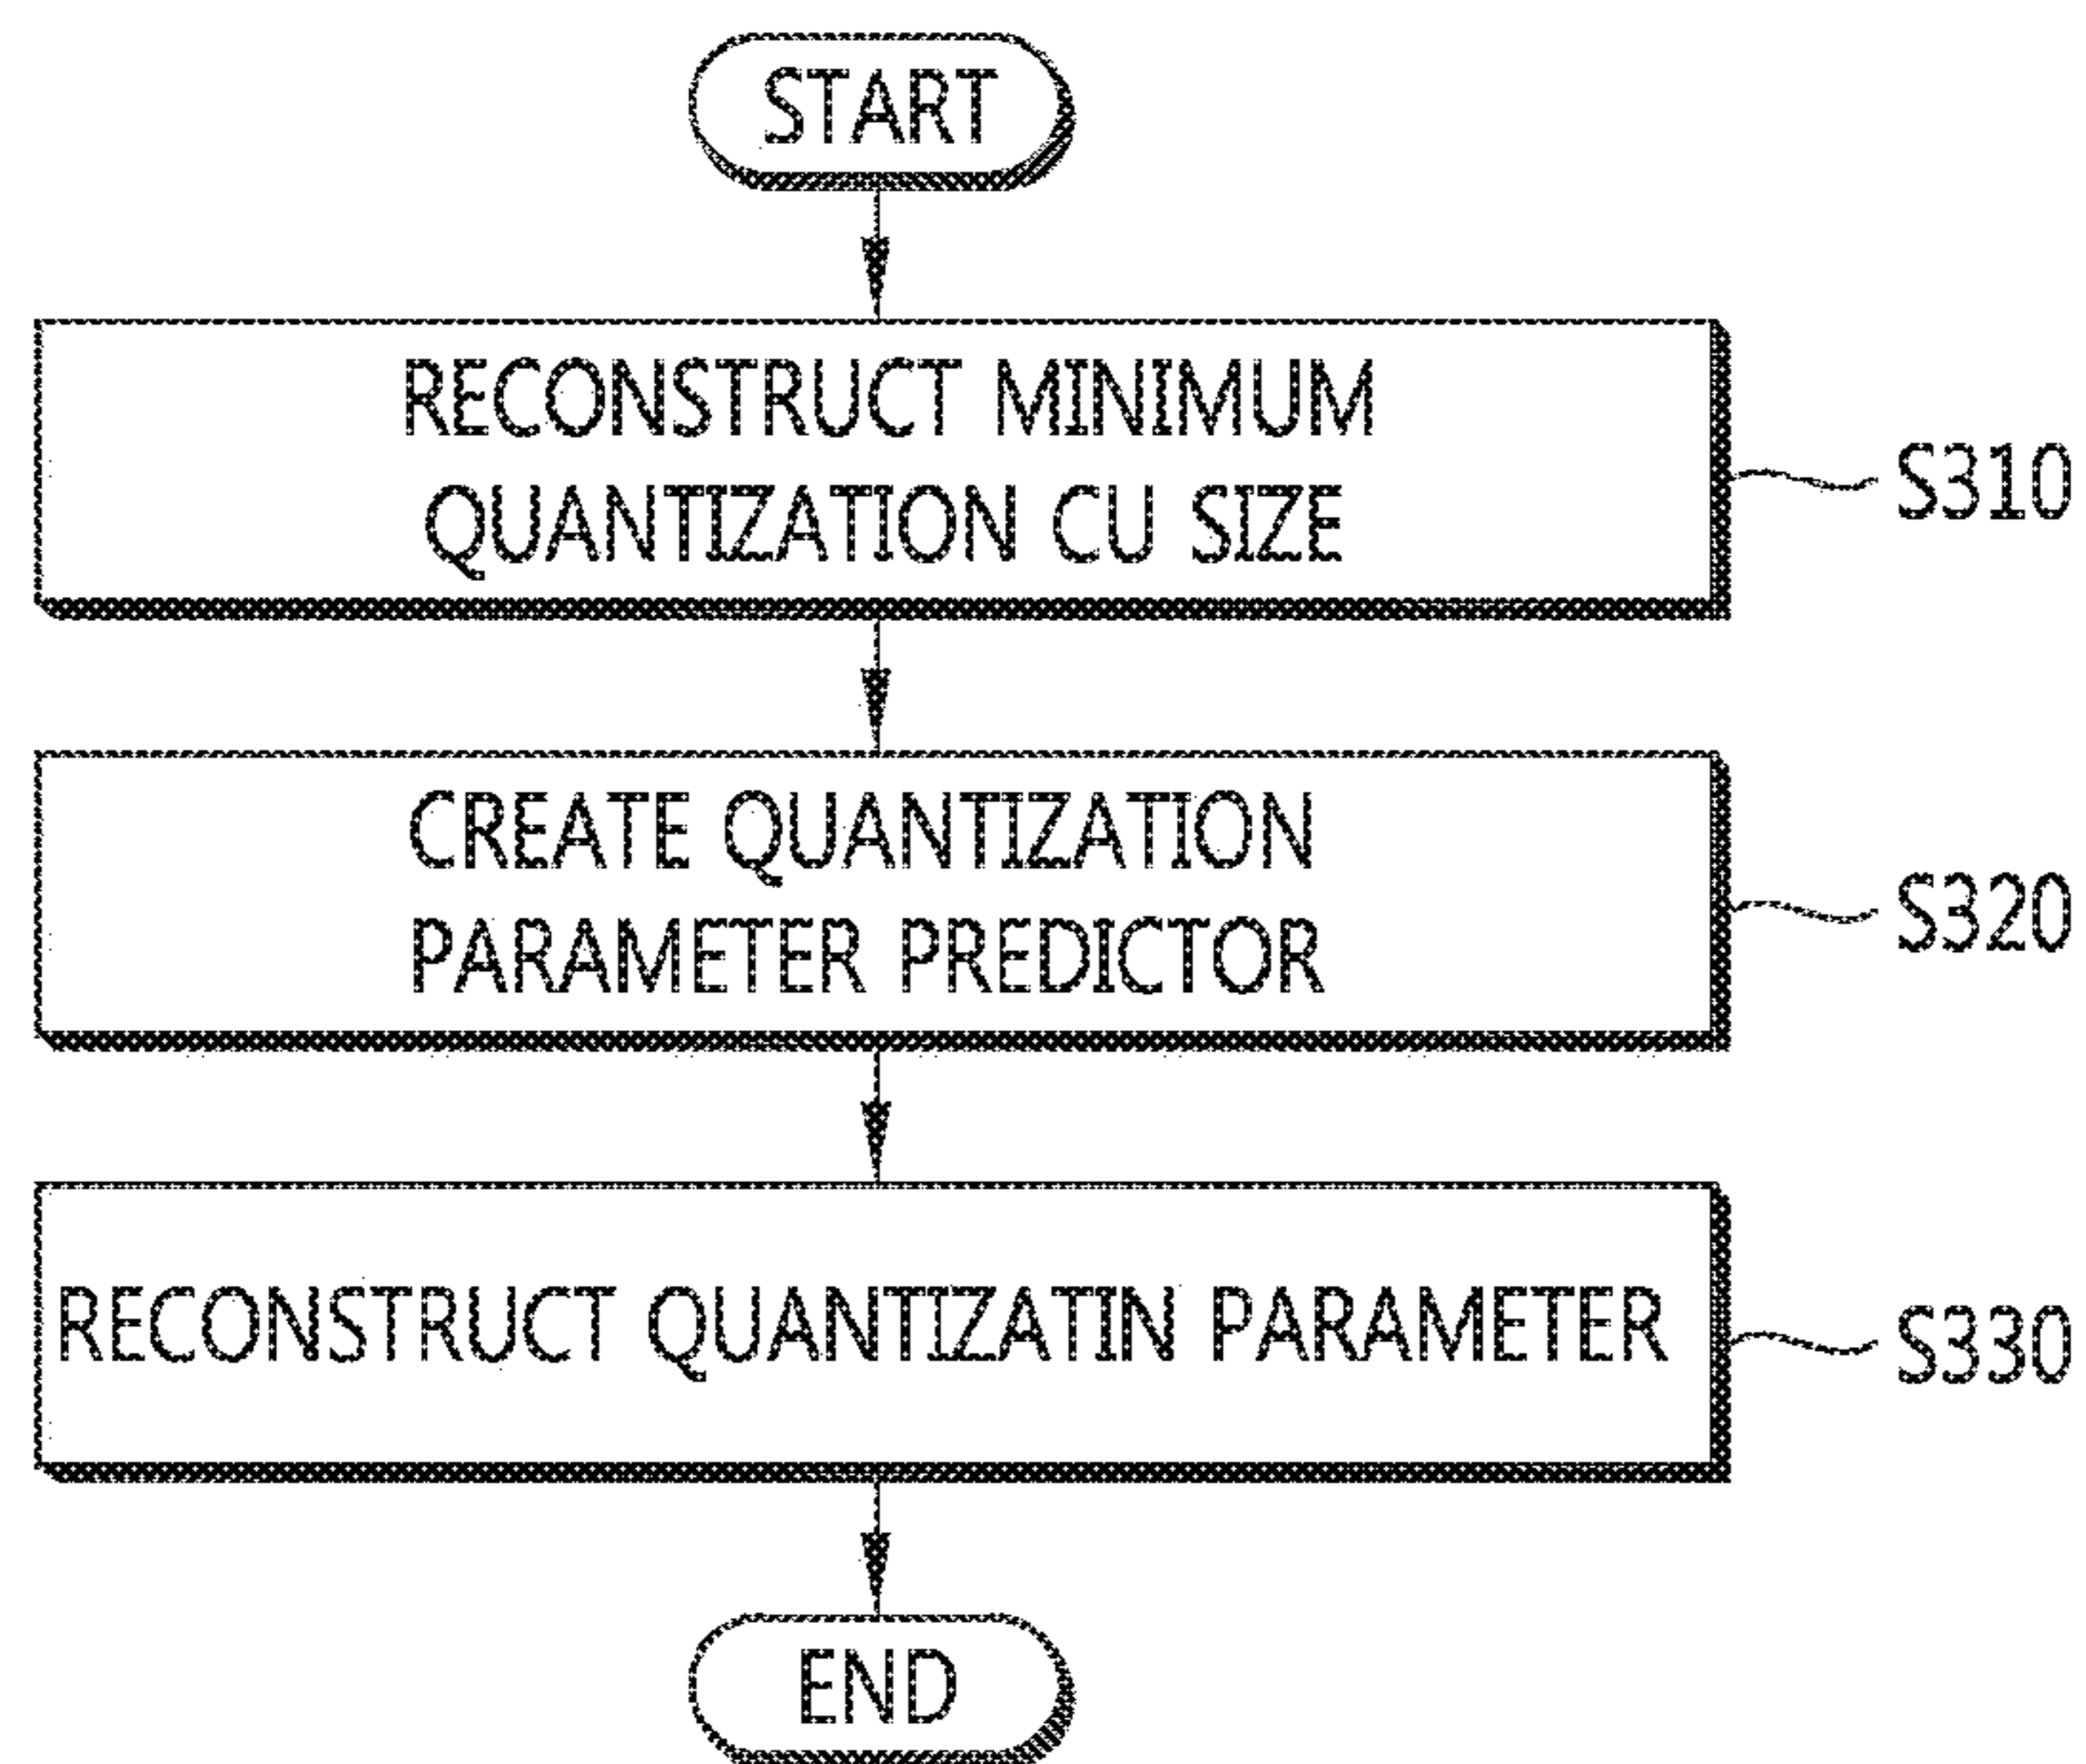 START
RECONSTRUCT MINIMUM
QUANTIZATION CU SIZE
S310
CREATE QUANTIZATION
PARAMETER PREDICTOR
S320
RECONSTRUCT QUANTIZATIN PARAMETER
S330
END